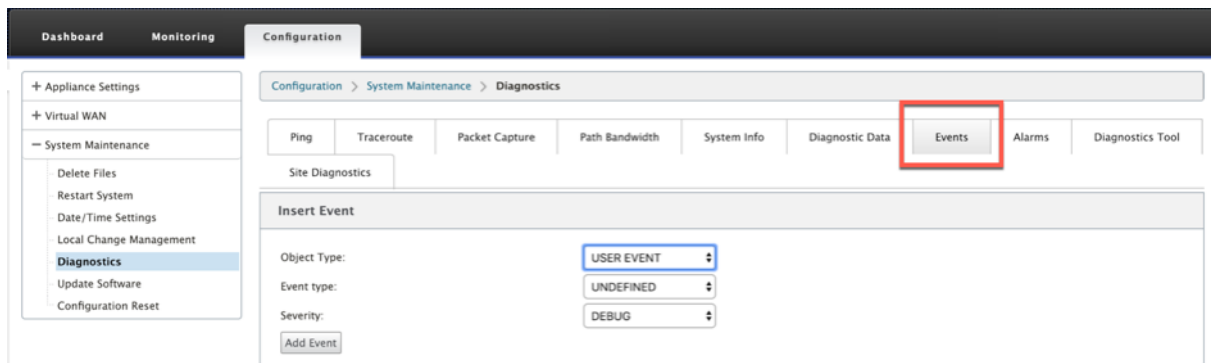 Dashboard Monitoring Configuration
+ Appliance Settings
+ Virtual WAN
− System Maintenance
Delete Files
Restart System
Date/Time Settings
Local Change Management
Diagnostics
Update Software
Configuration Reset
Configuration > System Maintenance > Diagnostics
Ping Traceroute Packet Capture Path Bandwidth System Info Diagnostic Data Events Alarms Diagnostics Tool
Site Diagnostics
Insert Event
Object Type: USER EVENT
Event type: UNDEFINED
Severity: DEBUG
Add Event